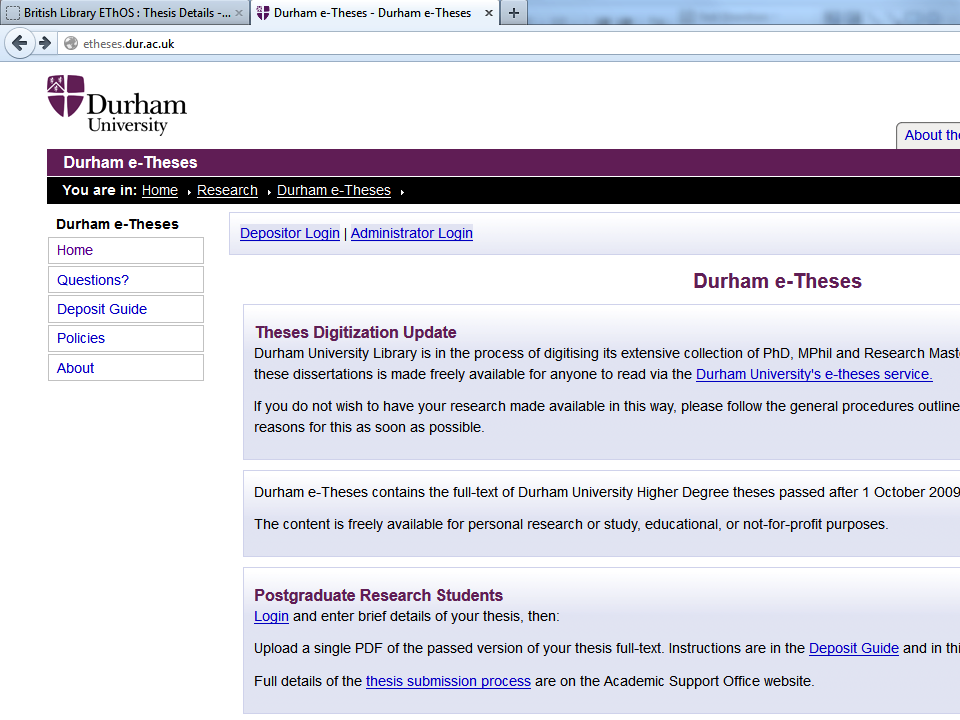 British Library EThOS : Thesis Details -...
Durham e-Theses - Durham e-Theses
etheses.dur.ac.uk
Durham
University
About the
Durham e-Theses
You are in: Home Research Durham e-Theses
Durham e-Theses
Home
Questions?
Deposit Guide
Policies
About
Depositor Login | Administrator Login
Durham e-Theses
Theses Digitization Update
Durham University Library is in the process of digitising its extensive collection of PhD, MPhil and Research Mast
these dissertations is made freely available for anyone to read via the Durham University's e-theses service.
If you do not wish to have your research made available in this way, please follow the general procedures outline
reasons for this as soon as possible.
Durham e-Theses contains the full-text of Durham University Higher Degree theses passed after 1 October 2009
The content is freely available for personal research or study, educational, or not-for-profit purposes.
Postgraduate Research Students
Login and enter brief details of your thesis, then:
Upload a single PDF of the passed version of your thesis full-text. Instructions are in the Deposit Guide and in thi
Full details of the thesis submission process are on the Academic Support Office website.